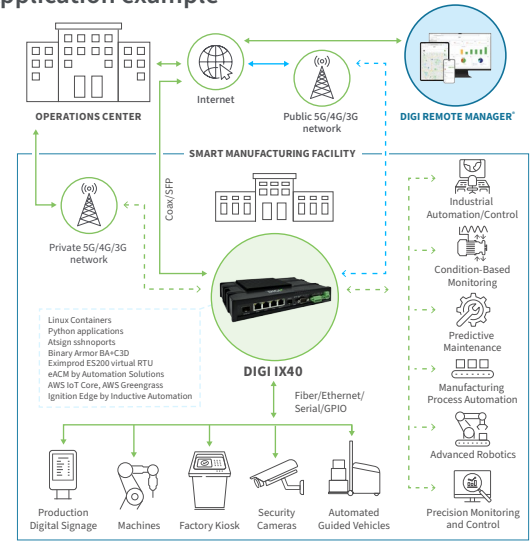 pplication example
OPERATIONS CENTER
Internet
Public 5G/4G/3G
network
DIGI REMOTE MANAGER®
SMART MANUFACTURING FACILITY
Coax/SFP
Private 5G/4G/3G
network
Industrial
Automation/Control
Condition-Based
Monitoring
Predictive
Maintenance
Manufacturing
Process Automation
Advanced Robotics
Precision Monitoring
and Control
Linux Containers
Python applications
Atsign sshnoports
Binary Armor BA+C3D
Eximprod ES200 virtual RTU
eACM by Automation Solutions
AWS IoT Core, AWS Greengrass
Ignition Edge by Inductive Automation
DIGI IX40
Fiber/Ethernet/
Serial/GPIO
Production
Digital Signage
Machines
Factory Kiosk
Security
Cameras
Automated
Guided Vehicles